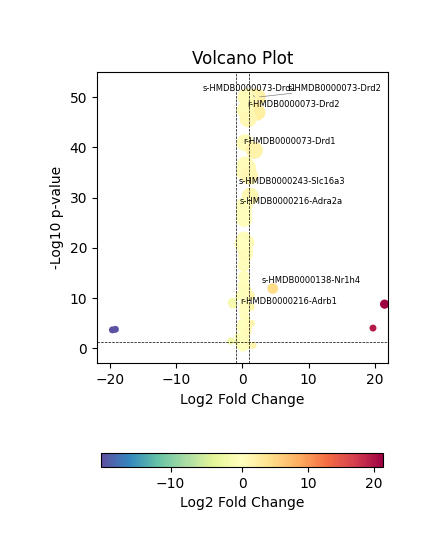 Volcano Plot
s-HMDB0000073-Drd1
s-HMDB0000073-Drd2
r-HMDB0000073-Drd2
r-HMDB0000073-Drd1
s-HMDB0000243-Slc16a3
s-HMDB0000216-Adra2a
s-HMDB0000138-Nr1h4
r-HMDB0000216-Adrb1
50
40
30
20
10
0
-Log10 p-value
−20 −10 0 10 20
Log2 Fold Change
−10 0 10 20
Log2 Fold Change